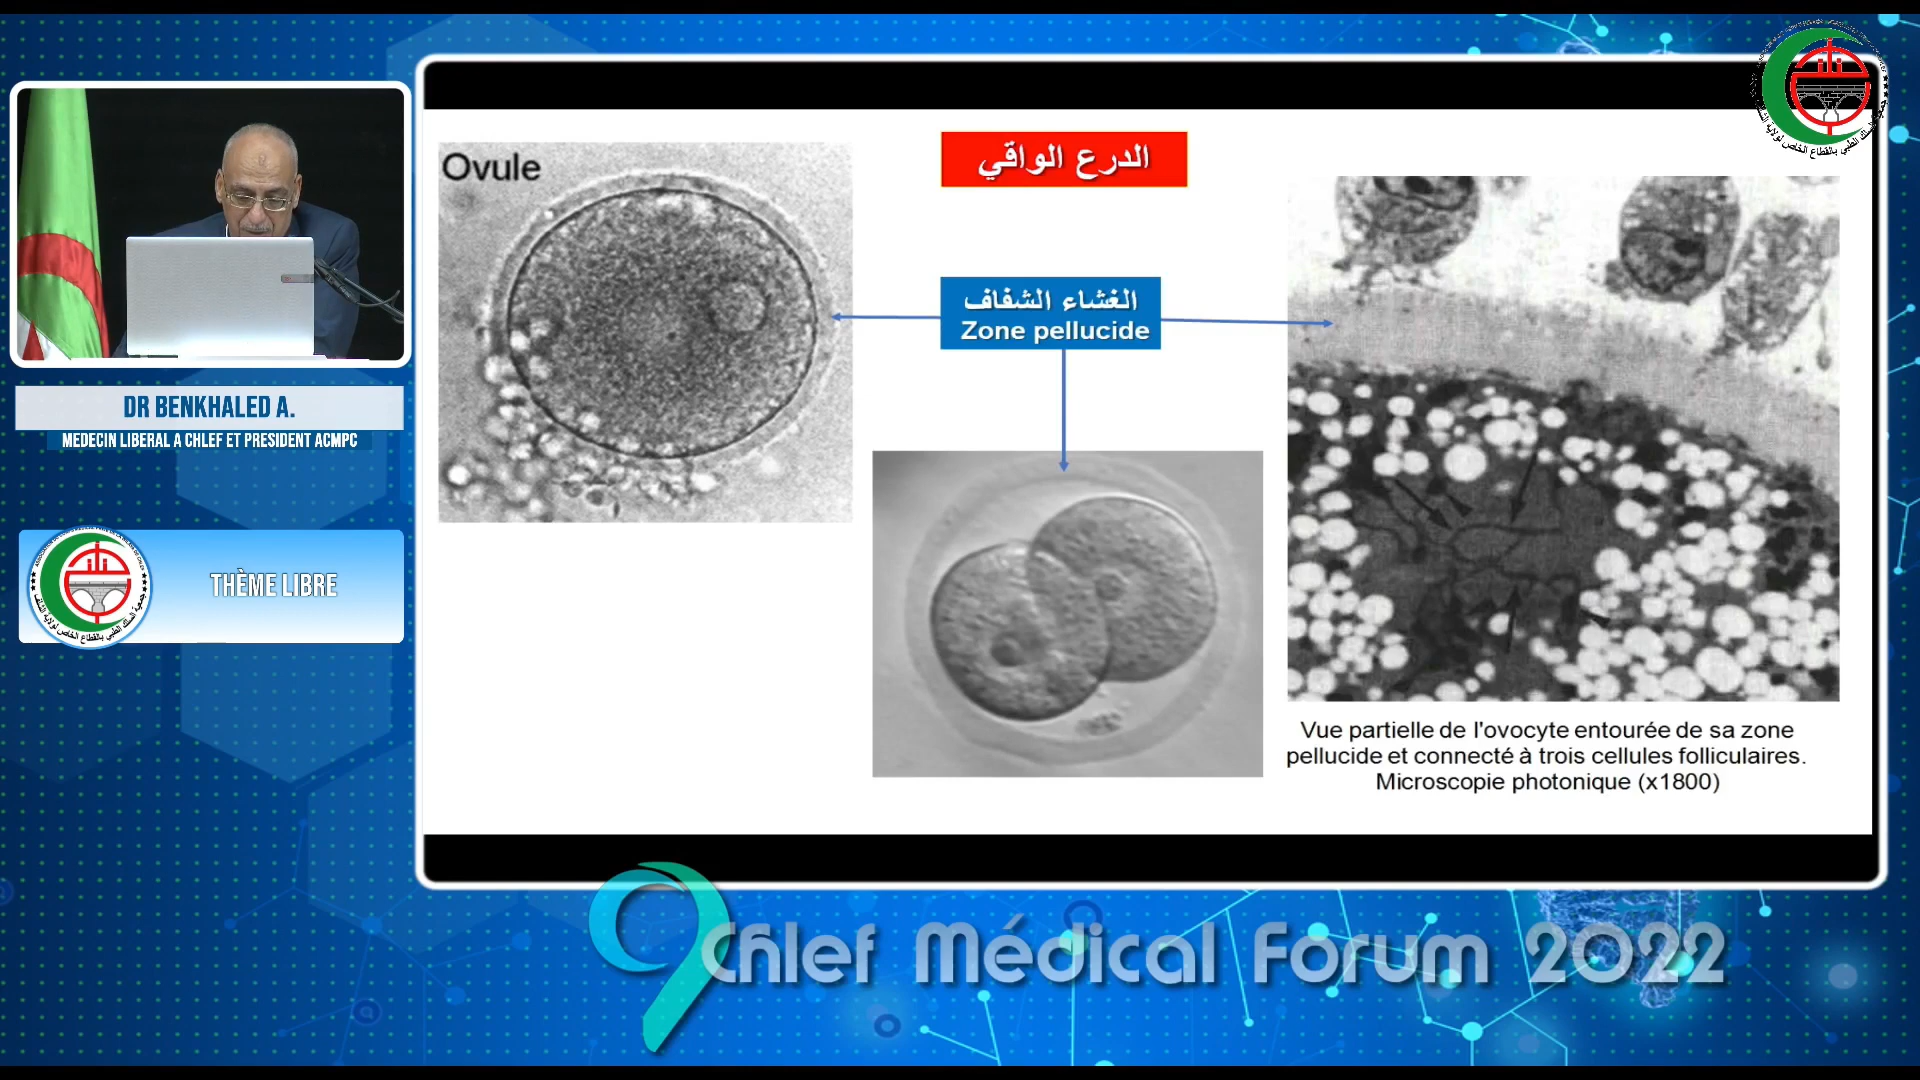 DR BENKHALED A.
MEDECIN LIBERAL A CHLEF ET PRESIDENT ACMPC
THÈME LIBRE
Ovule
الدرع الواقي
الغشاء الشفاف
Zone pellucide
Vue partielle de l'ovocyte entourée de sa zone
pellucide et connecté à trois cellules folliculaires.
Microscopie photonique (x1800)
9 Chlef Médical Forum 2022